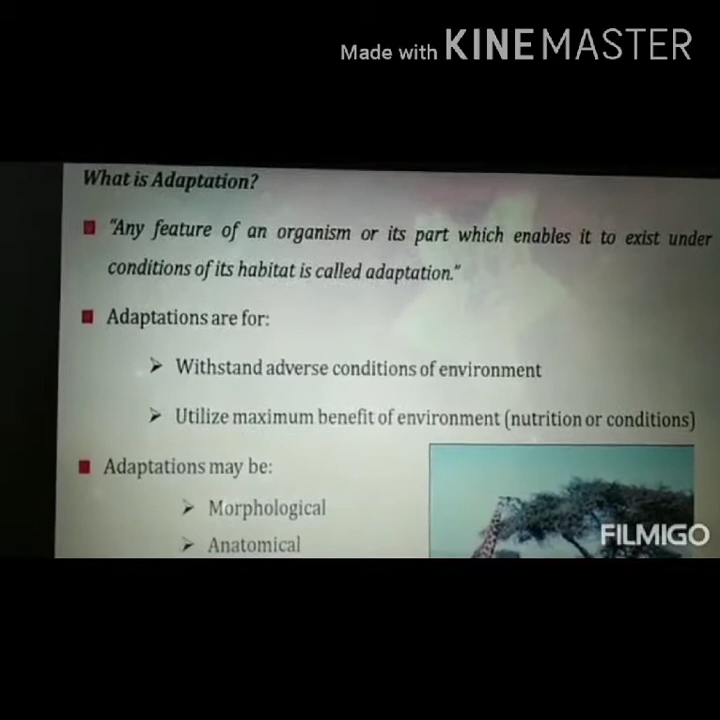 Made with KINEMASTER
What is Adaptation?
"Any feature of an organism or its part which enables it to exist under
conditions of its habitat is called adaptation."
Adaptations are for:
Withstand adverse conditions of environment
Utilize maximum benefit of environment (nutrition or conditions)
Adaptations may be:
Morphological
Anatomical
FILMIGO